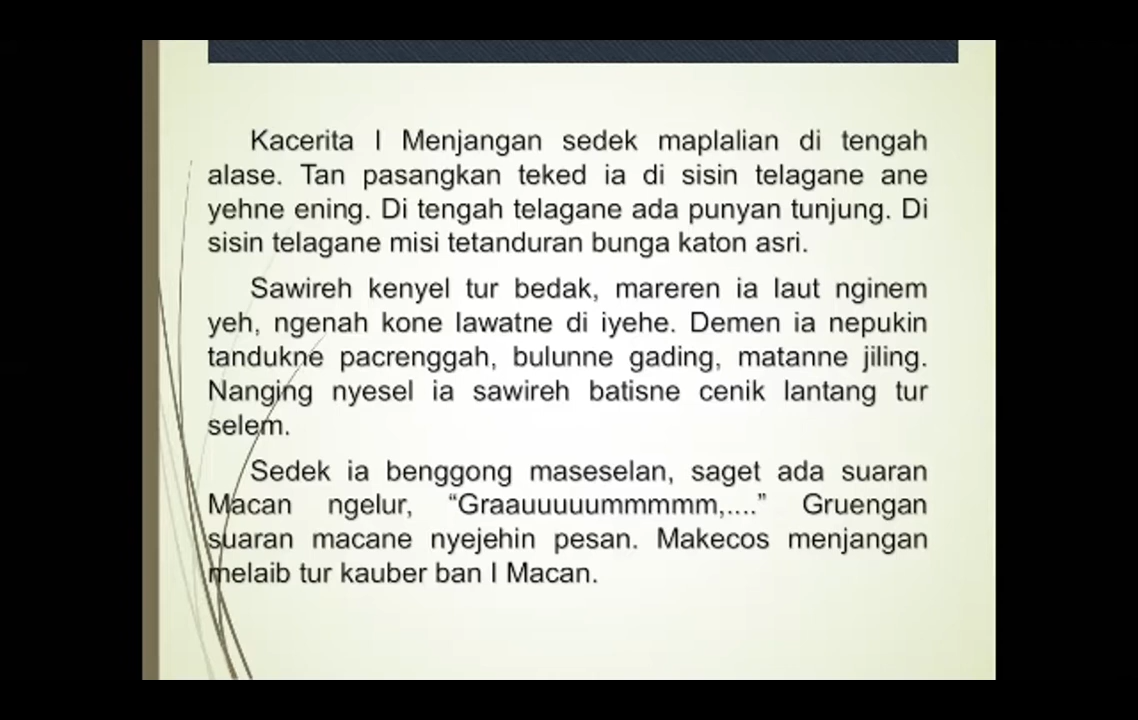 Kacerita I Menjangan sedek maplalian di tengah
alase. Tan pasangkan teked ia di sisin telagane ane
yehne ening. Di tengah telagane ada punyan tunjung. Di
sisin telagane misi tetanduran bunga katon asri.
Sawireh kenyel tur bedak, mareren ia laut nginem
yeh, ngenah kone lawatne di iyehe. Demen ia nepukin
tandukne pacrenggah, bulunne gading, matanne jiling.
Nanging nyesel ia sawireh batisne cenik lantang tur
selem.
Sedek ia benggong maseselan, saget ada suaran
Macan ngelur, “Graauuuuuummmmm,....” Gruengan
suaran macane nyejehin pesan. Makecos menjangan
melaib tur kauber ban I Macan.